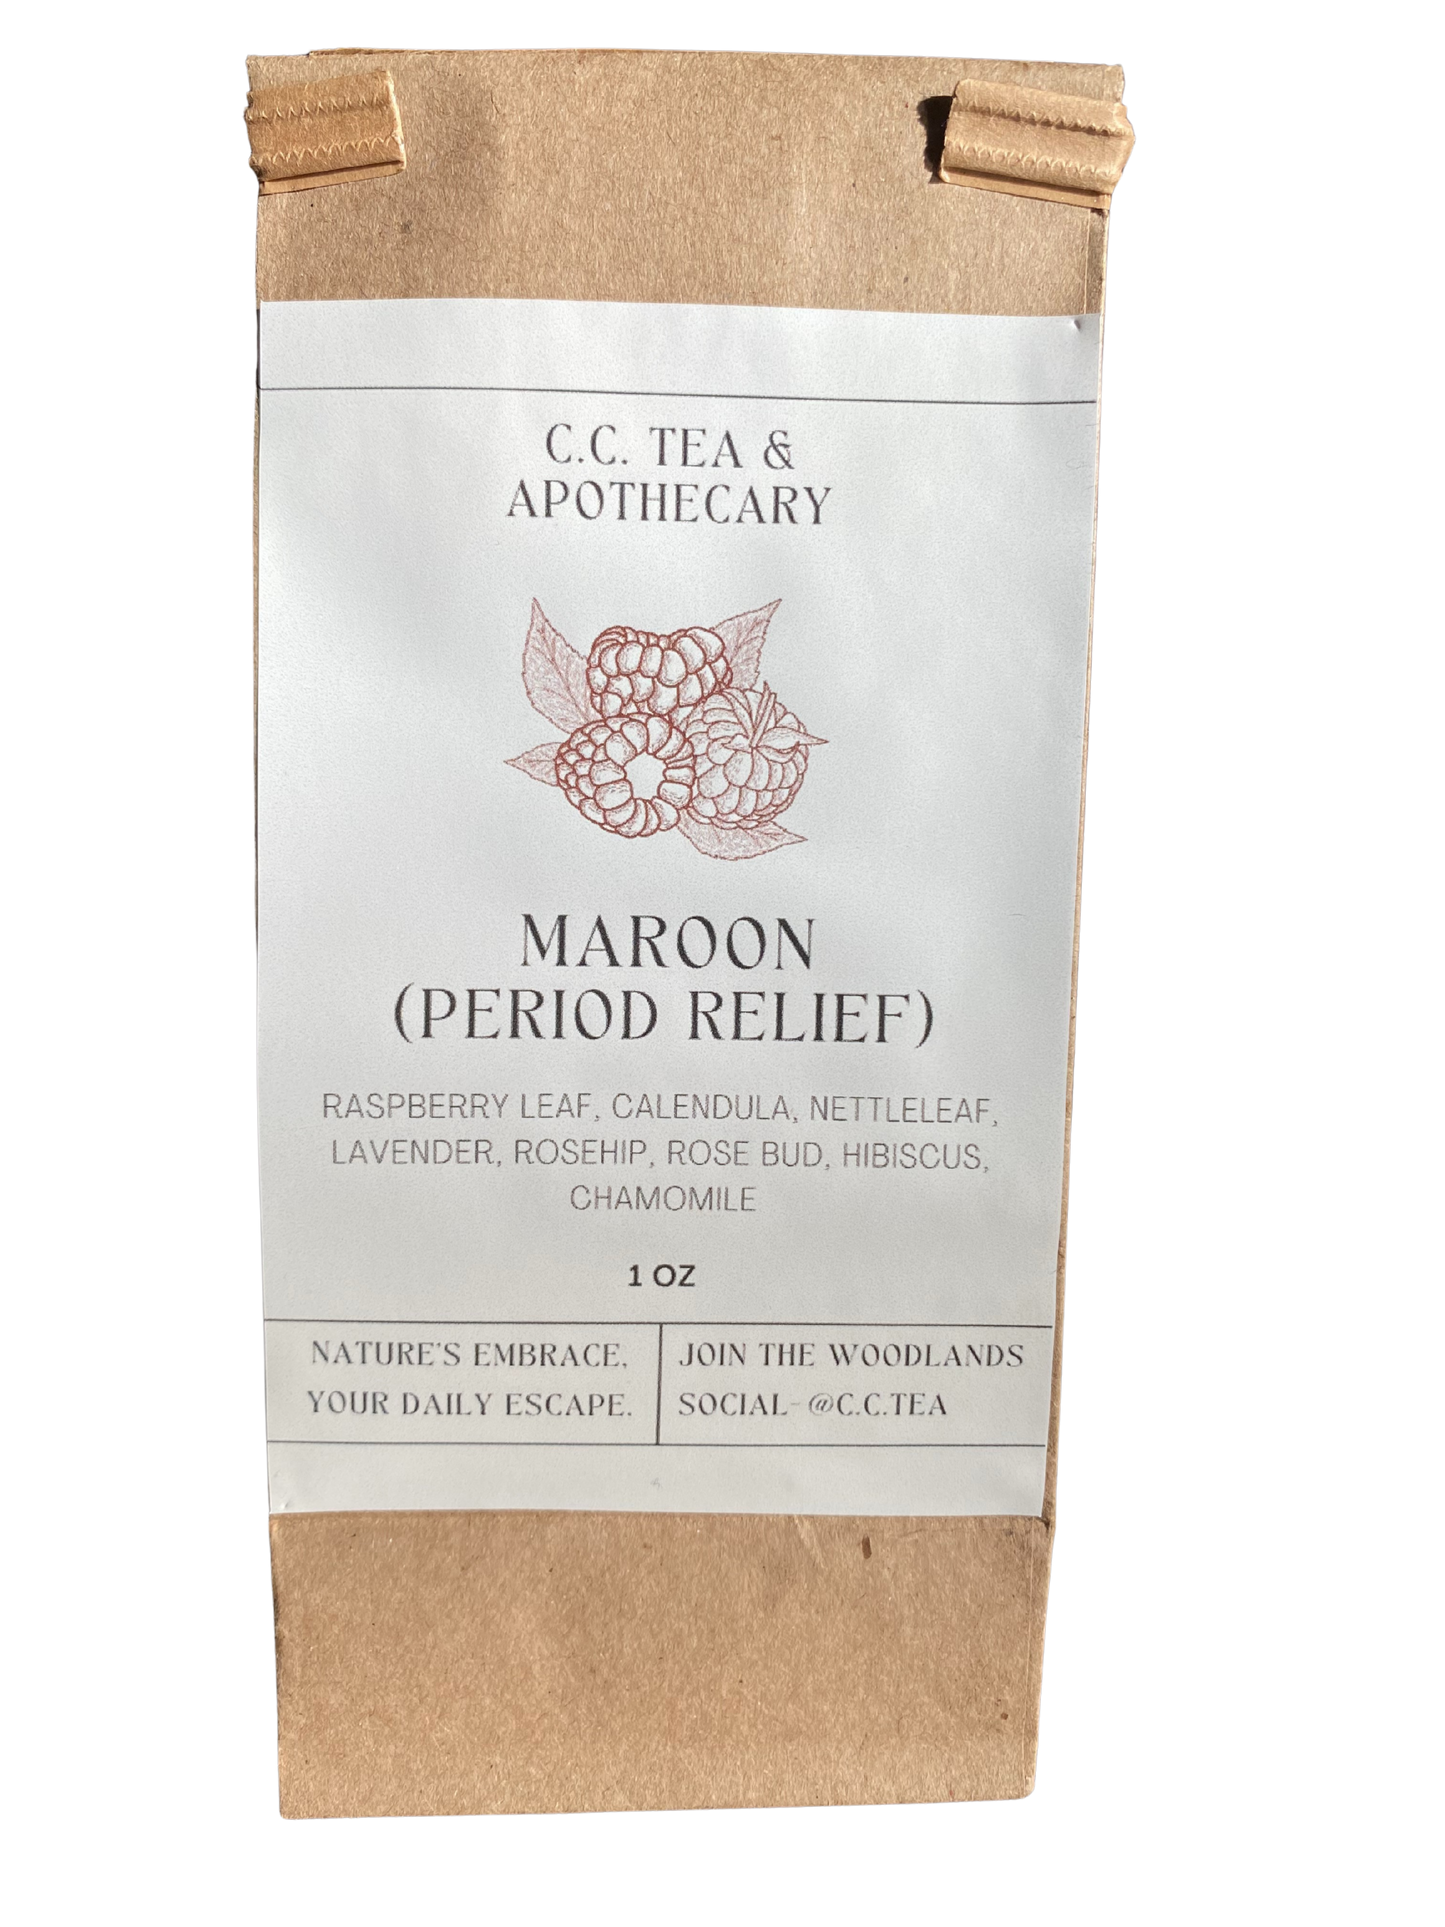 C.C. TEA &
APOTHECARY
MAROON
(PERIOD RELIEF)
RASPBERRY LEAF, CALENDULA, NETTLELEAF,
LAVENDER, ROSEHIP, ROSE BUD, HIBISCUS,
CHAMOMILE
1 OZ
NATURE'S EMBRACE,
YOUR DAILY ESCAPE.
JOIN THE WOODLANDS
SOCIAL- @C.C.TEA